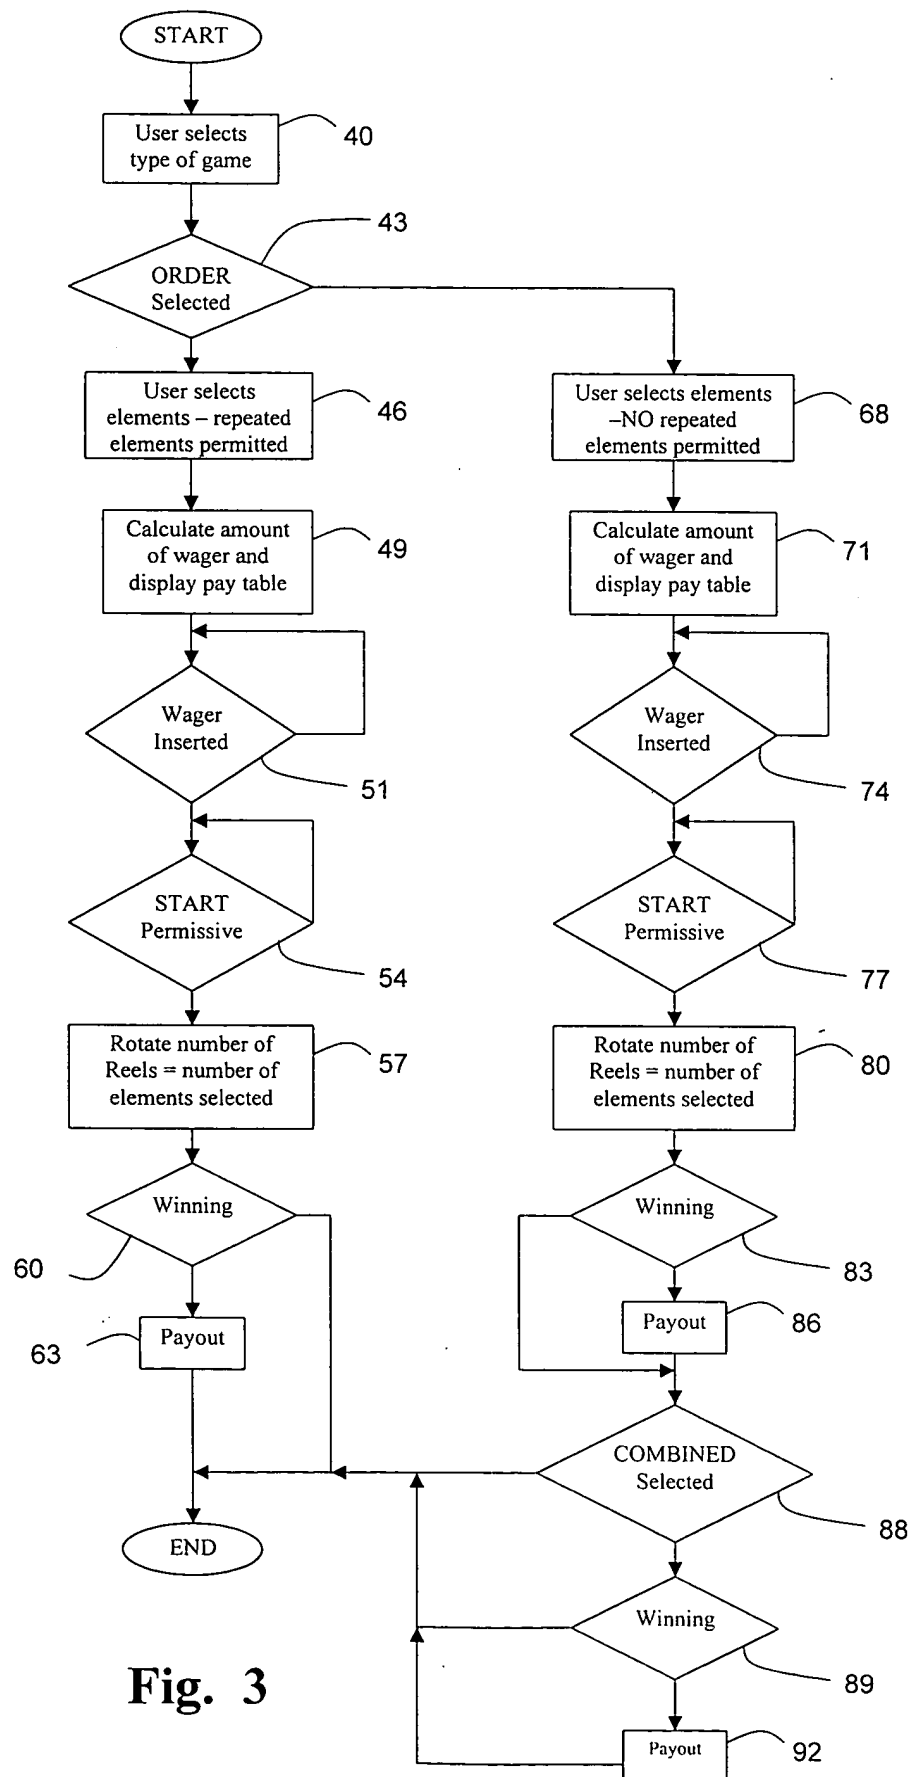 START
User selects
type of game
40
43
ORDER
Selected
User selects
elements – repeated
elements permitted
46
User selects elements
–NO repeated
elements permitted
68
Calculate amount
of wager and
display pay table
49
Calculate amount
of wager and
display pay table
71
Wager
Inserted
51
Wager
Inserted
74
START
Permissive
54
START
Permissive
77
Rotate number of
Reels = number of
elements selected
57
Rotate number of
Reels = number of
elements selected
80
Winning
60
Winning
83
Payout
63
Payout
86
COMBINED
Selected
88
END
Winning
89
Payout
92
Fig. 3